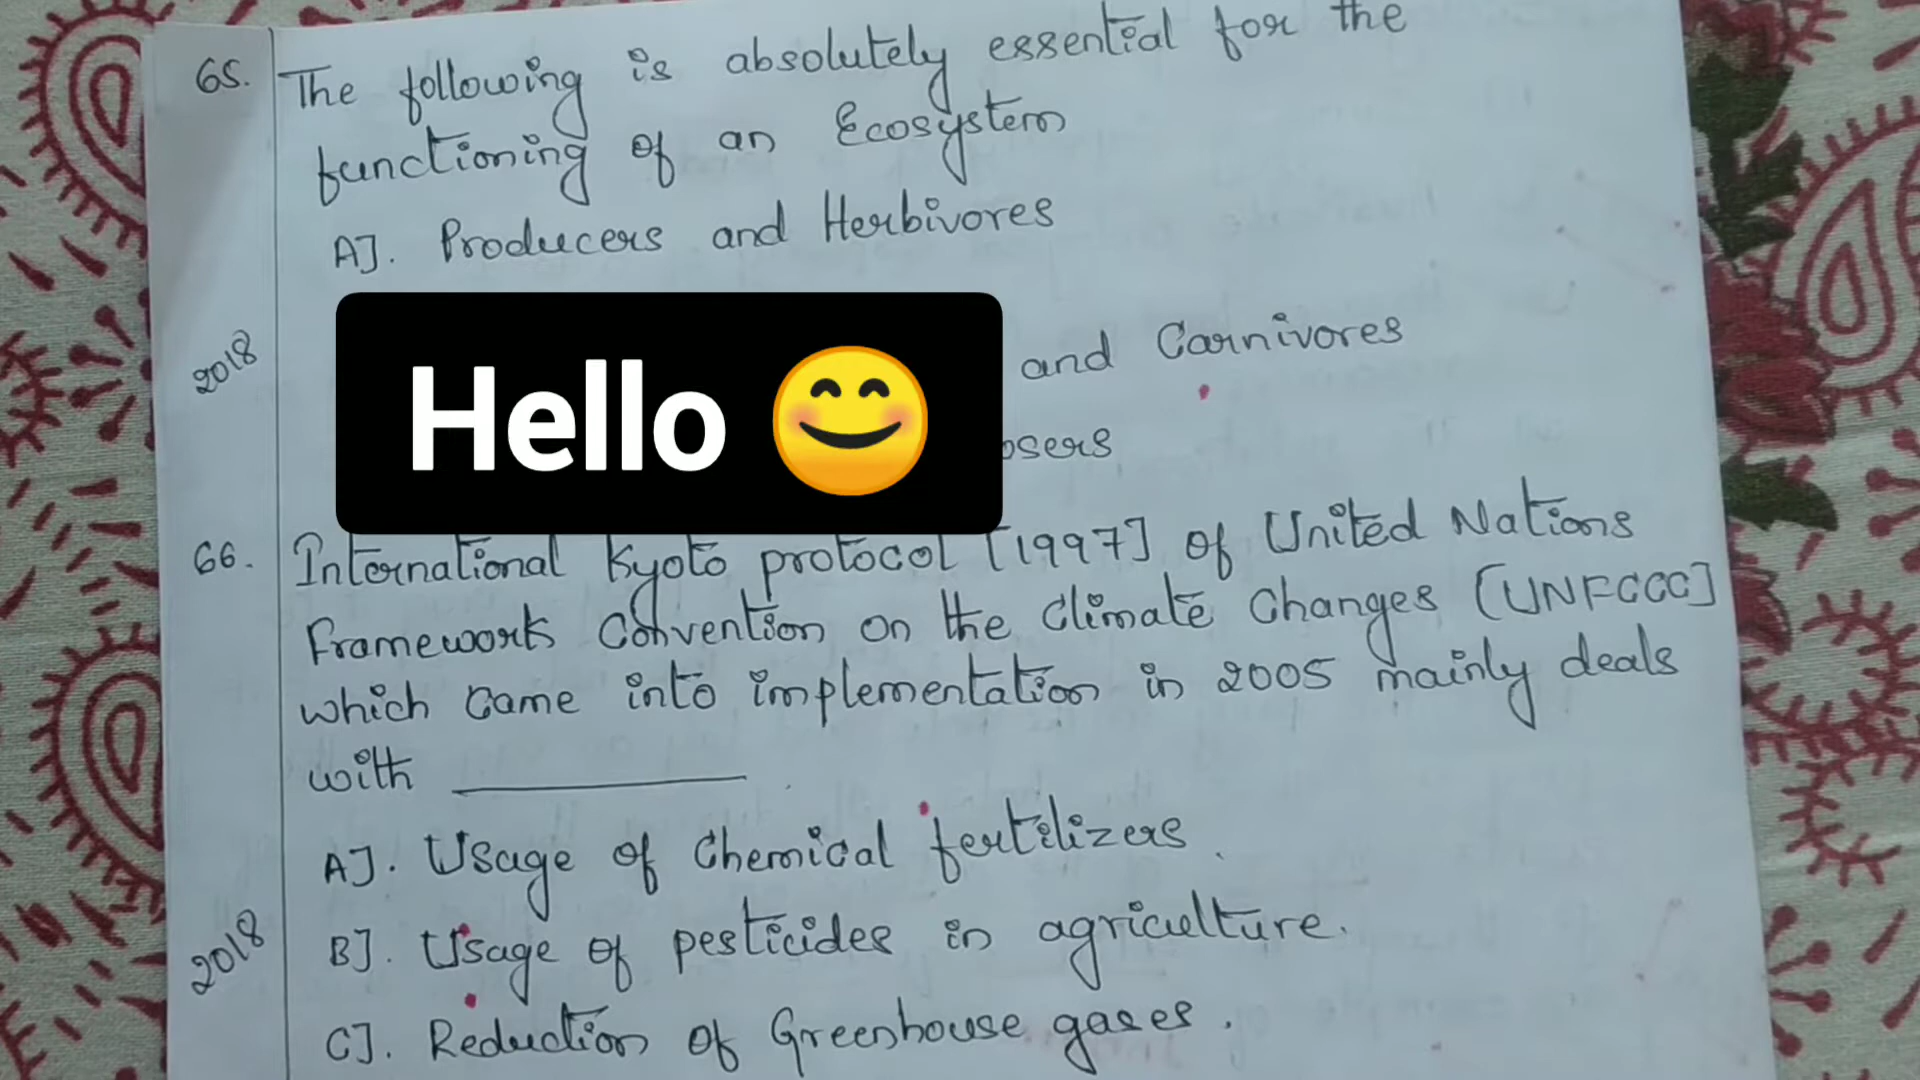 65. The following is absolutely essential for the
functioning of an Ecosystem
A]. Producers and Herbivores
2018
and Carnivores
Hello 😊
66. International Kyoto protocol [1997] of United Nations
Framework Convention on the Climate Changes [UNFCCC]
which came into implementation in 2005 mainly deals
with ____________ .
A]. Usage of Chemical fertilizers.
B]. Usage of pesticides in agriculture.
2018
C]. Reduction of Greenhouse gases.